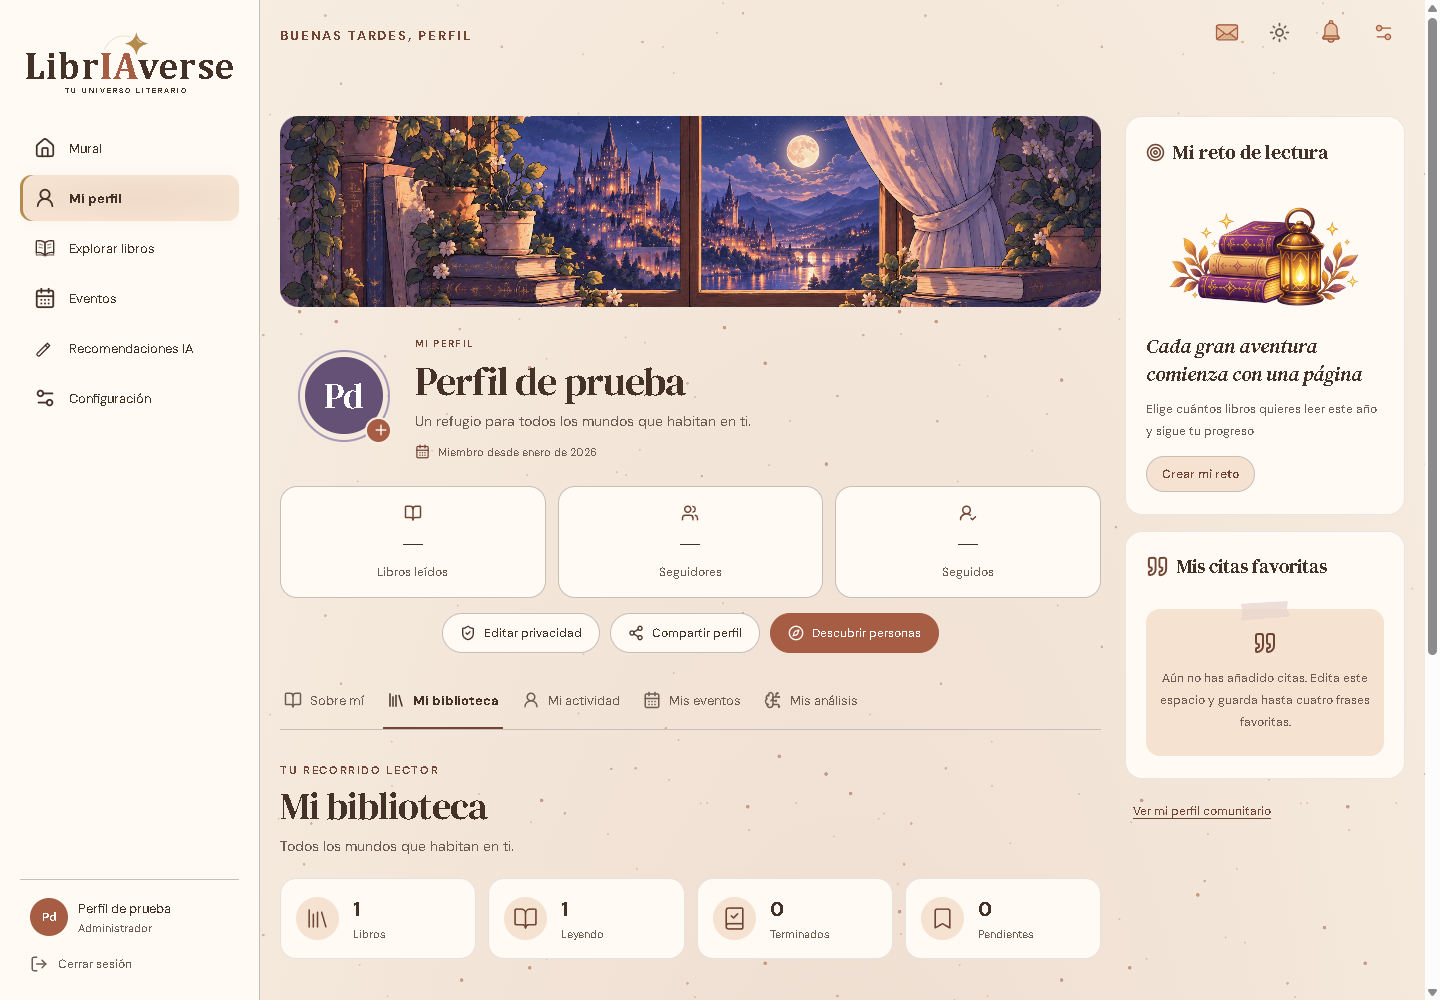 LibrIAverse
TU UNIVERSO LITERARIO
Mural
Mi perfil
Explorar libros
Eventos
Recomendaciones IA
Configuración
Pd
Perfil de prueba
Administrador
Cerrar sesión
BUENAS TARDES, PERFIL
MI PERFIL
Pd
Perfil de prueba
Un refugio para todos los mundos que habitan en ti.
Miembro desde enero de 2026
—
Libros leídos
—
Seguidores
—
Seguidos
Editar privacidad
Compartir perfil
Descubrir personas
Sobre mí
Mi biblioteca
Mi actividad
Mis eventos
Mis análisis
TU RECORRIDO LECTOR
Mi biblioteca
Todos los mundos que habitan en ti.
1
Libros
1
Leyendo
0
Terminados
0
Pendientes
Mi reto de lectura
Cada gran aventura
comienza con una página
Elige cuántos libros quieres leer este año
y sigue tu progreso
Crear mi reto
Mis citas favoritas
Aún no has añadido citas. Edita este
espacio y guarda hasta cuatro frases
favoritas.
Ver mi perfil comunitario